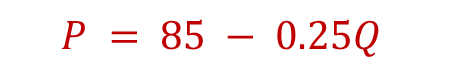 P = 85 − 0.25Q